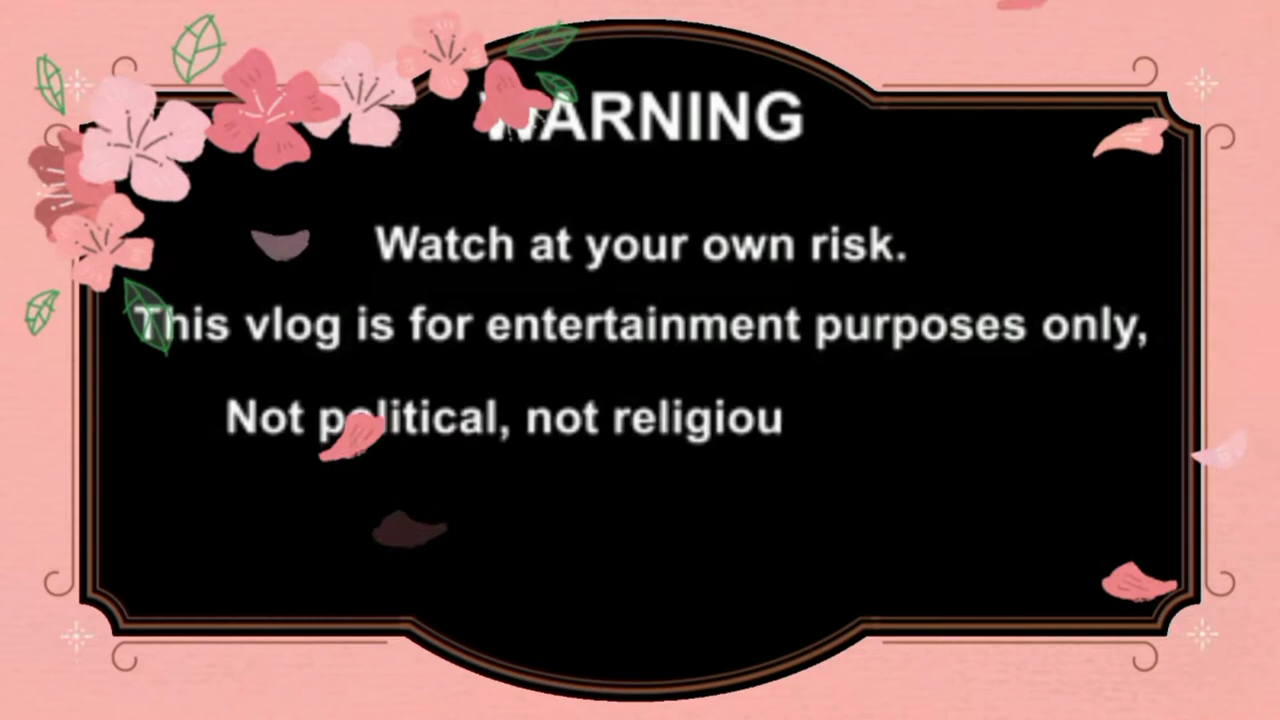 WARNING
Watch at your own risk.
This vlog is for entertainment purposes only,
Not political, not religiou